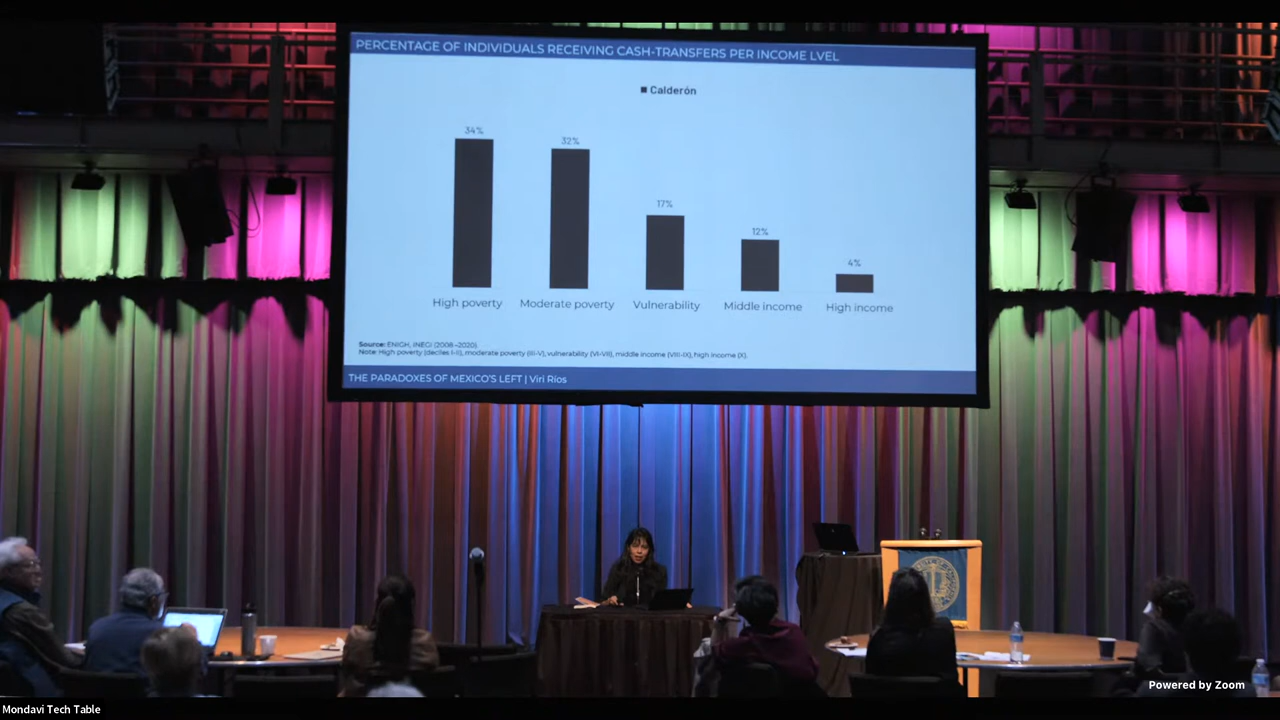 PERCENTAGE OF INDIVIDUALS RECEIVING CASH-TRANSFERS PER INCOME LVEL
Calderón
34%
32%
17%
12%
4%
High poverty
Moderate poverty
Vulnerability
Middle income
High income
Source: ENIGH, INEGI (2008-2020).
Note: High poverty (deciles I-II), moderate poverty (III-V), vulnerability (VI-VII), middle income (VIII-IX), high income (X).
THE PARADOXES OF MEXICO'S LEFT | Viri Ríos
Powered by Zoom
Mondavi Tech Table